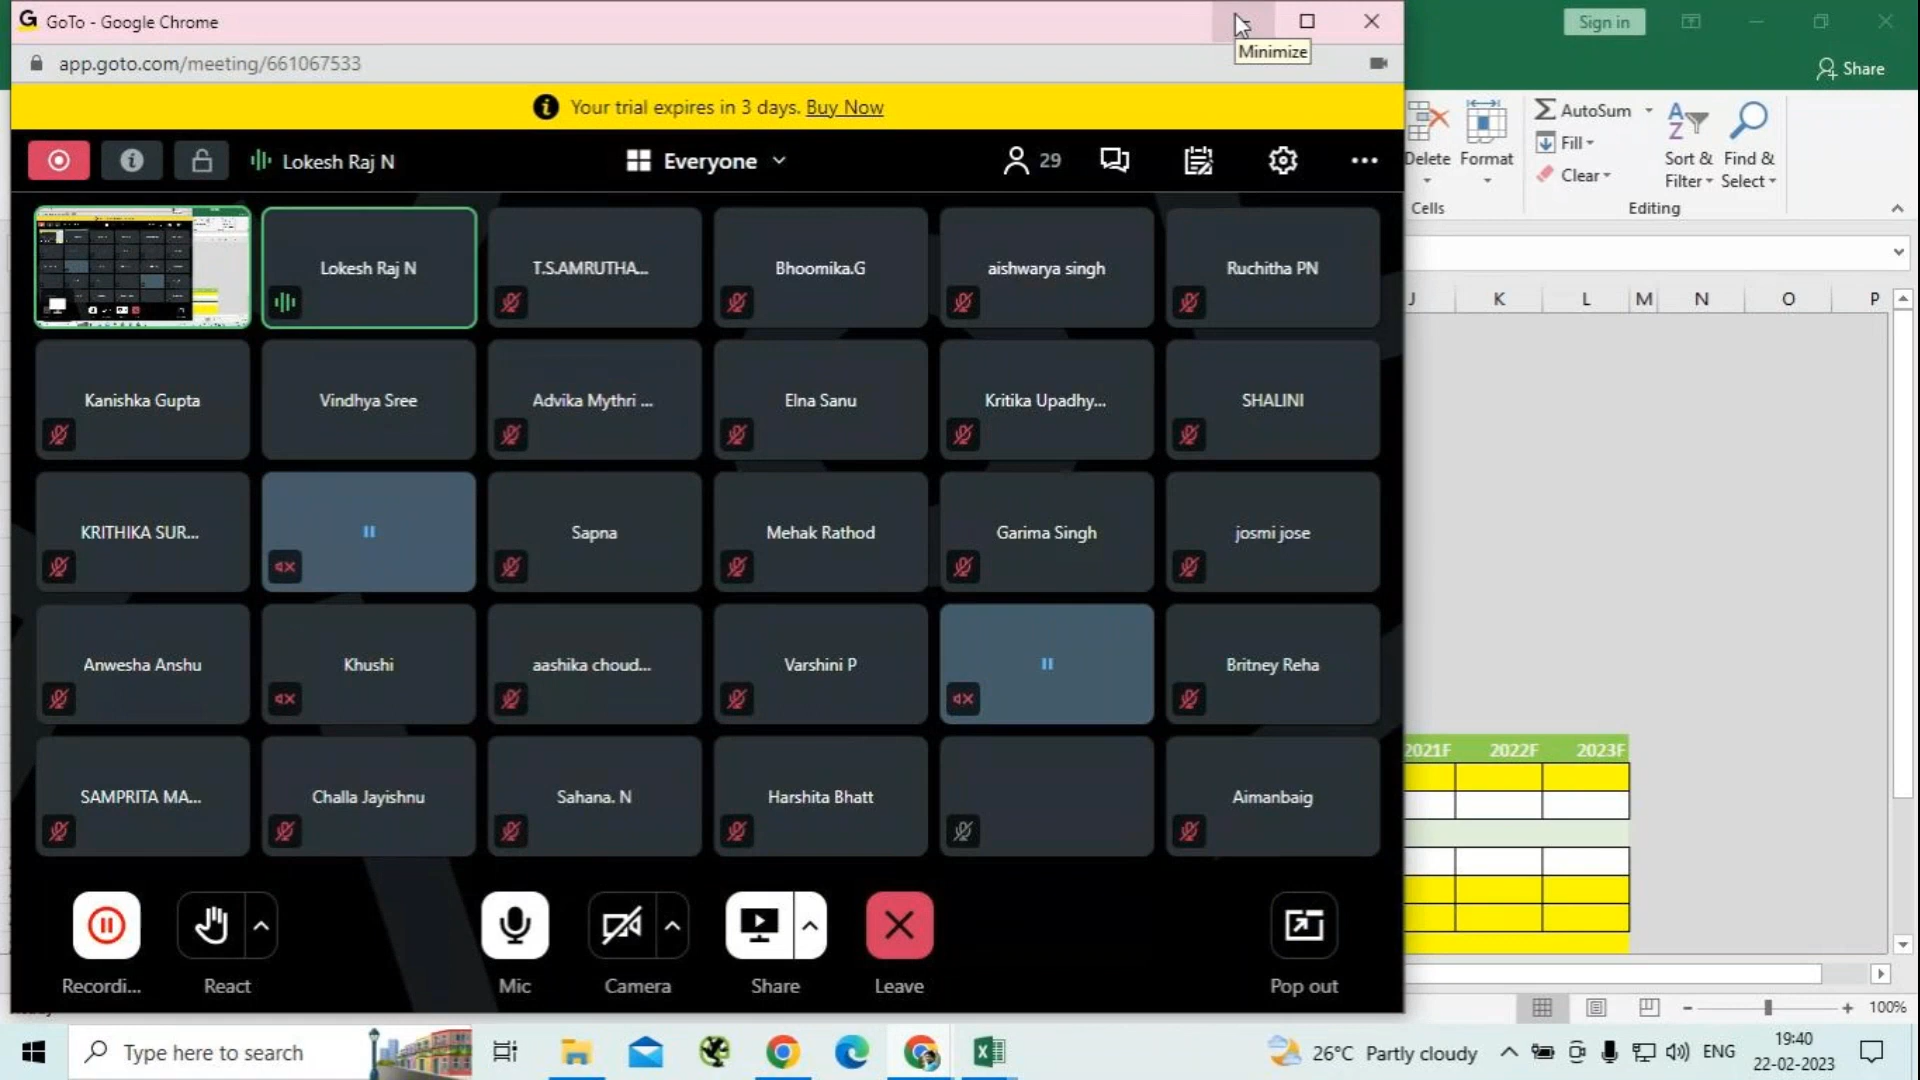 GoTo - Google Chrome
Sign in
Minimize
app.goto.com/meeting/661067533
Share
Your trial expires in 3 days. Buy Now
AutoSum
Fill
Clear
Delete
Format
Sort &
Filter
Find &
Select
Cells
Editing
Lokesh Raj N
Everyone
29
Lokesh Raj N
T.S.AMRUTHA...
Bhoomika.G
aishwarya singh
Ruchitha PN
J
K
L
M
N
O
P
Kanishka Gupta
Vindhya Sree
Advika Mythri ...
Elna Sanu
Kritika Upadhy...
SHALINI
KRITHIKA SUR...
Sapna
Mehak Rathod
Garima Singh
josmi jose
Anwesha Anshu
Khushi
aashika choud...
Varshini P
Britney Reha
2021F
2022F
2023F
SAMPRITA MA...
Challa Jayishnu
Sahana. N
Harshita Bhatt
Aimanbaig
Recordi...
React
Mic
Camera
Share
Leave
Pop out
100%
Type here to search
26°C Partly cloudy
ENG
19:40
22-02-2023